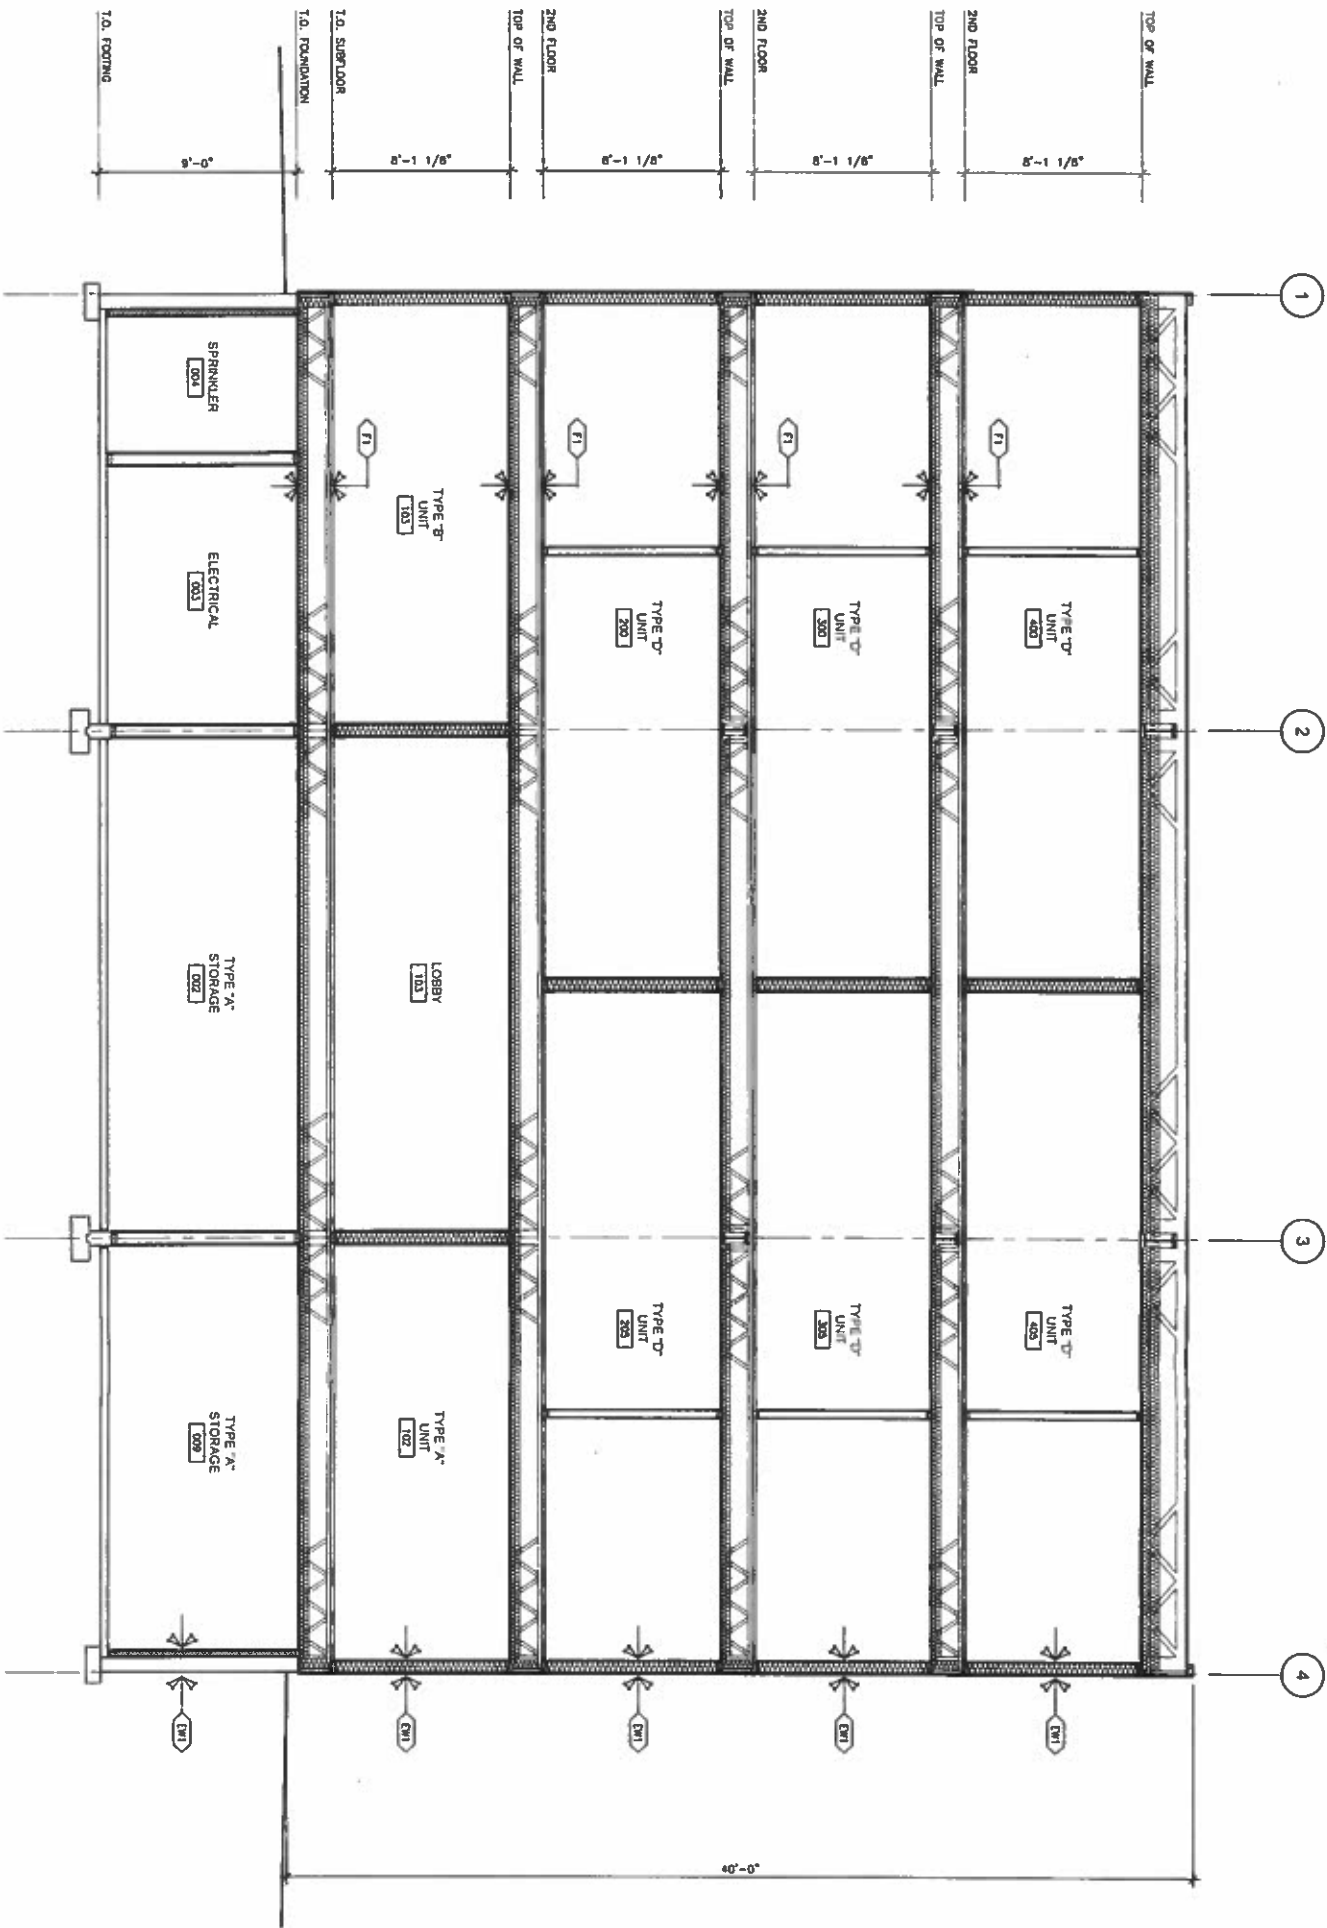 1
2
3
4
TOP OF WALL
8'-1 1/8"
2ND FLOOR
TOP OF WALL
8'-1 1/8"
2ND FLOOR
TOP OF WALL
8'-1 1/8"
2ND FLOOR
TOP OF WALL
8'-1 1/8"
T.O. SUBFLOOR
T.O. FOUNDATION
9'-0"
T.O. FOOTING
40'-0"
F1
TYPE "D"
UNIT
400
TYPE "D"
UNIT
405
EW1
F1
TYPE "D"
UNIT
300
TYPE "D"
UNIT
305
EW1
F1
TYPE "D"
UNIT
200
TYPE "D"
UNIT
205
EW1
F1
TYPE "B"
UNIT
103
LOBBY
103
TYPE "A"
UNIT
102
EW1
SPRINKLER
004
ELECTRICAL
003
TYPE "A"
STORAGE
002
TYPE "A"
STORAGE
009
EW1